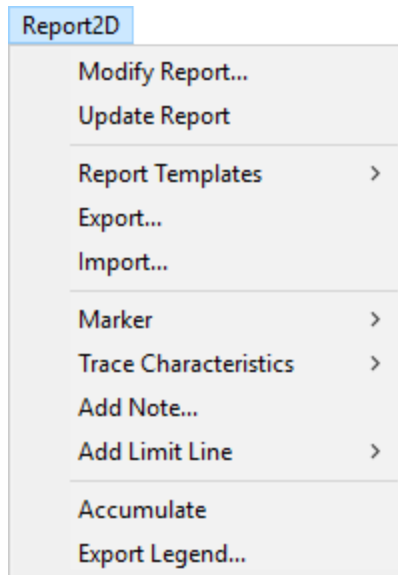 Report2D
Modify Report...
Update Report
Report Templates
Export...
Import...
Marker
Trace Characteristics
Add Note...
Add Limit Line
Accumulate
Export Legend...